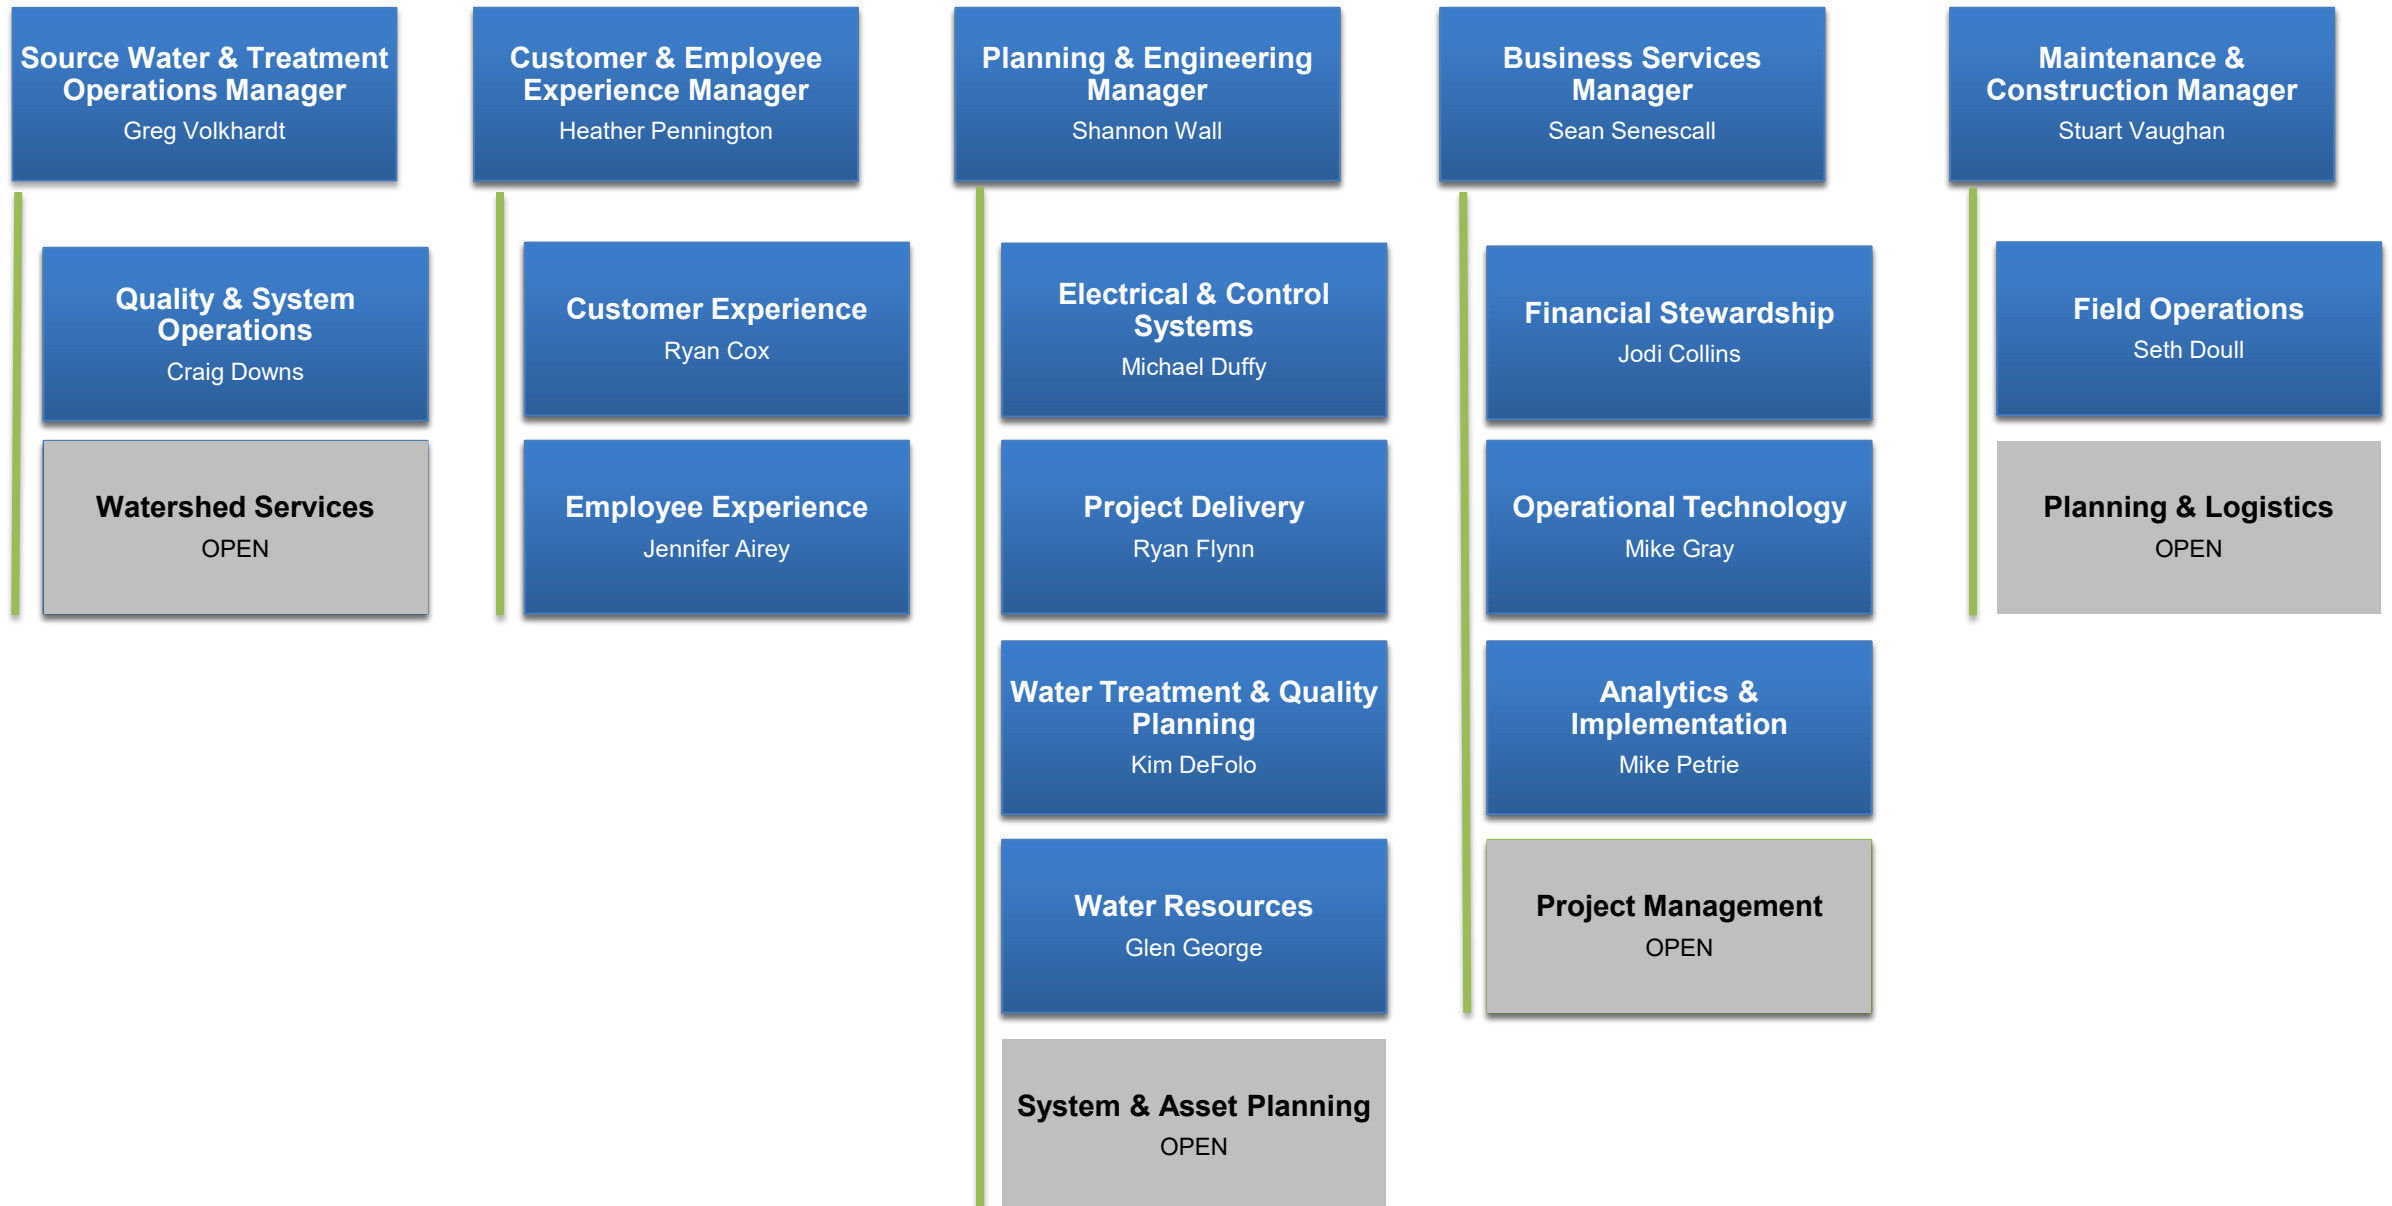 Source Water & Treatment
Operations Manager
Greg Volkhardt
Quality & System
Operations
Craig Downs
Watershed Services
OPEN
Customer & Employee
Experience Manager
Heather Pennington
Customer Experience
Ryan Cox
Employee Experience
Jennifer Airey
Planning & Engineering
Manager
Shannon Wall
Electrical & Control
Systems
Michael Duffy
Project Delivery
Ryan Flynn
Water Treatment & Quality
Planning
Kim DeFolo
Water Resources
Glen George
System & Asset Planning
OPEN
Business Services
Manager
Sean Senescall
Financial Stewardship
Jodi Collins
Operational Technology
Mike Gray
Analytics &
Implementation
Mike Petrie
Project Management
OPEN
Maintenance &
Construction Manager
Stuart Vaughan
Field Operations
Seth Doull
Planning & Logistics
OPEN